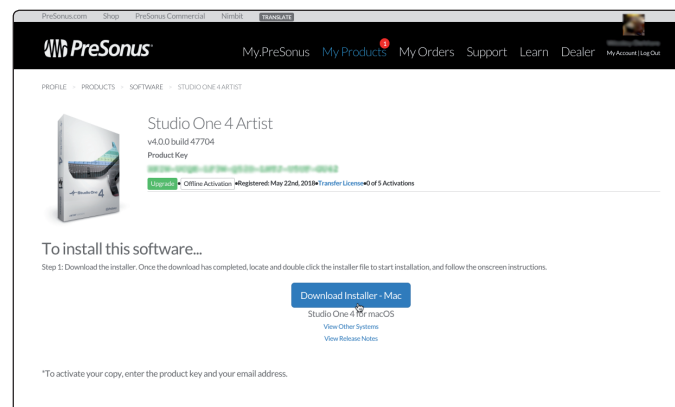 PreSonus.com Shop PreSonus Commercial Nimbit TRANSLATE
PreSonus
My.PreSonus My Products 1 My Orders Support Learn Dealer My Account | Log Out
PROFILE PRODUCTS SOFTWARE STUDIO ONE 4 ARTIST
Studio One 4 Artist
v4.0.0 build 47704
Product Key
Upgrade • Offline Activation •Registered: May 22nd, 2018•Transfer License•0 of 5 Activations
StudioOne 4
To install this software...
Step 1: Download the installer. Once the download has completed, locate and double click the installer file to start installation, and follow the onscreen instructions.
Download Installer - Mac
Studio One 4 for macOS
View Other Systems
View Release Notes
*To activate your copy, enter the product key and your email address.